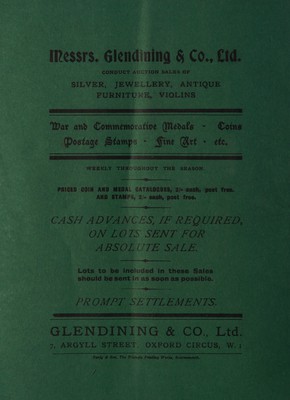 Messrs. Glendining & Co., Ltd.
CONDUCT AUCTION SALES OF
SILVER, JEWELLERY, ANTIQUE
FURNITURE, VIOLINS
War and Commemorative Medals · Coins
Postage Stamps · Fine Art · etc.
WEEKLY THROUGHOUT THE SEASON.
PRICED COIN AND MEDAL CATALOGUES, 2/- each, post free.
AND STAMPS, each, post free.
CASH ADVANCES, IF REQUIRED,
ON LOTS SENT FOR
ABSOLUTE SALE.
Lots to be included in these Sales
should be sent in as soon as possible.
PROMPT SETTLEMENTS.
GLENDINING & CO., Ltd.
7, ARGYLL STREET, OXFORD CIRCUS, W. 1